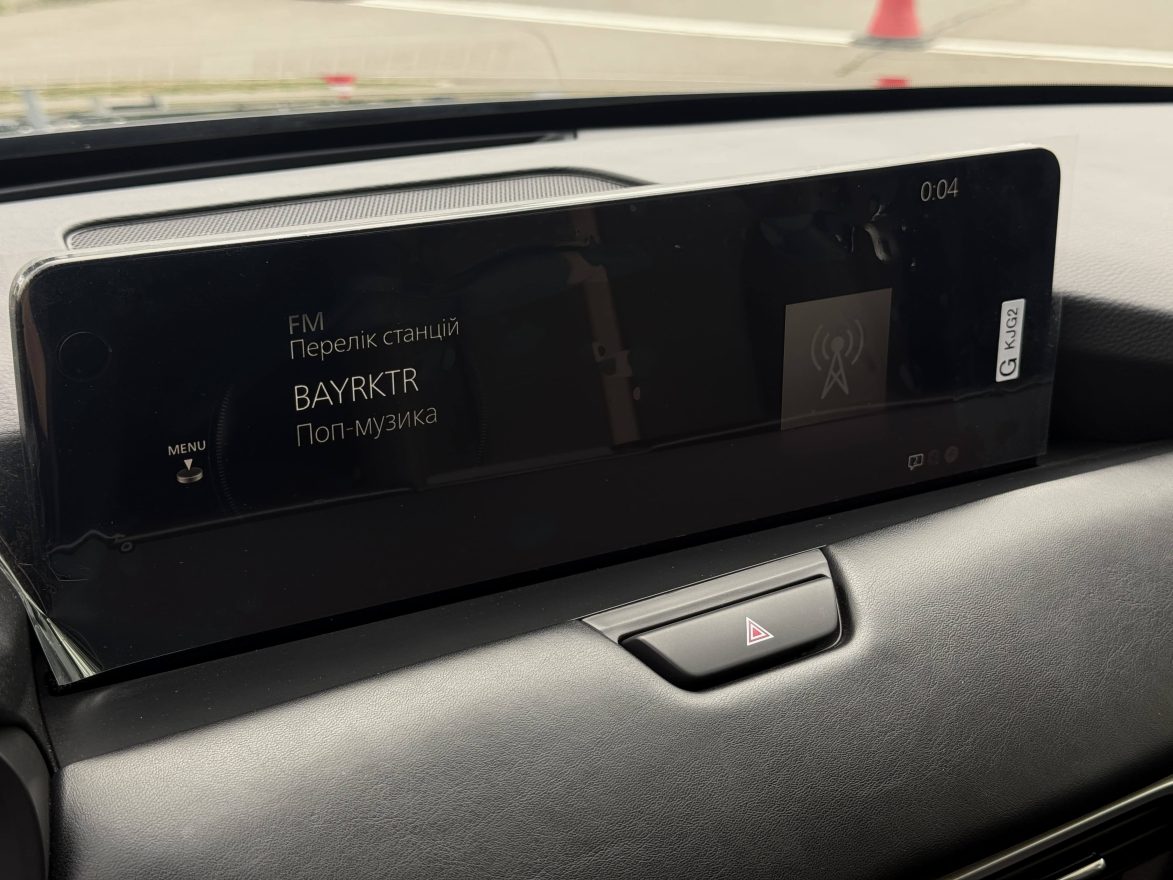 0:04
FM
Перелік станцій
BAYRKTR
Поп-музика
MENU
G KJG2